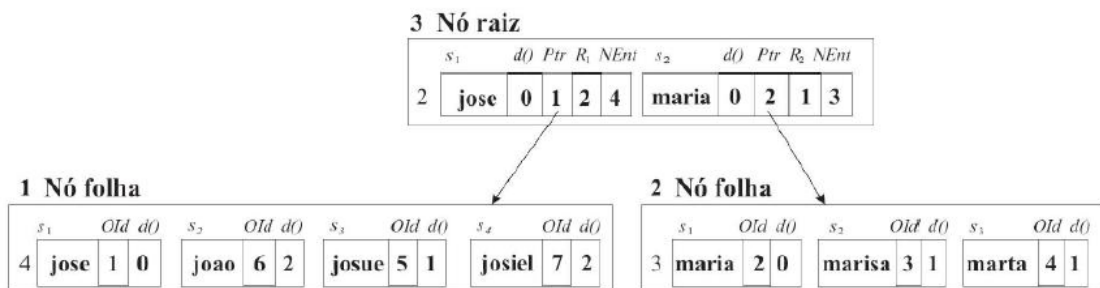 3 Nó raiz
s₁ d() Ptr R₁ NEnt s₂ d() Ptr R₂ NEnt
2 jose 0 1 2 4 maria 0 2 1 3
1 Nó folha
s₁ OId d() s₂ OId d() s₃ OId d() s₄ OId d()
4 jose 1 0 joao 6 2 josue 5 1 josiel 7 2
2 Nó folha
s₁ OId d() s₂ OId d() s₃ OId d()
3 maria 2 0 marisa 3 1 marta 4 1